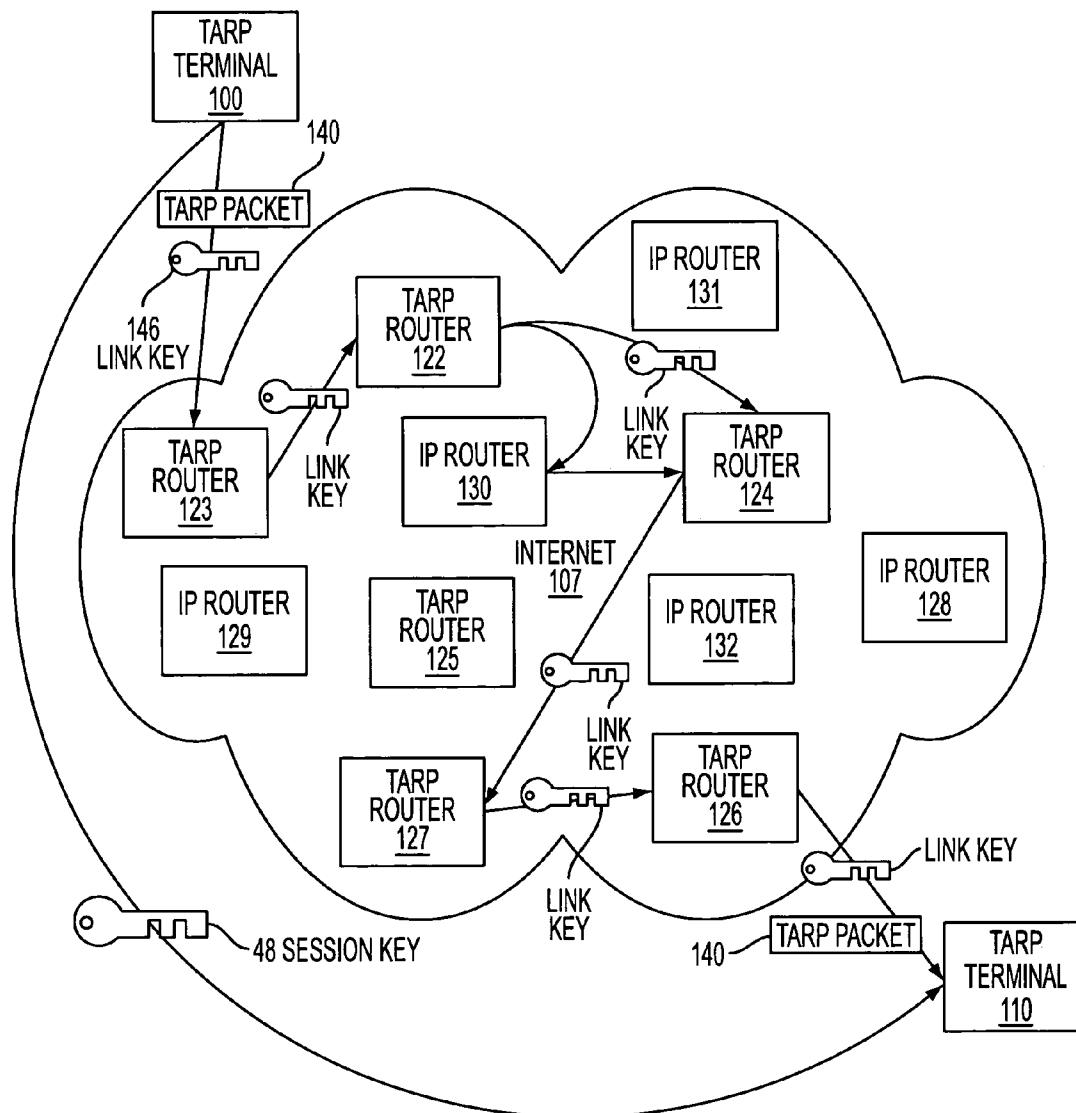 TARP
TERMINAL
100
140
TARP PACKET
146
LINK KEY
TARP
ROUTER
122
IP ROUTER
131
LINK
KEY
LINK
KEY
TARP
ROUTER
123
IP ROUTER
130
TARP
ROUTER
124
INTERNET
107
IP ROUTER
129
TARP
ROUTER
125
IP ROUTER
132
IP ROUTER
128
LINK
KEY
TARP
ROUTER
127
TARP
ROUTER
126
LINK
KEY
LINK KEY
48 SESSION KEY
140
TARP PACKET
TARP
TERMINAL
110